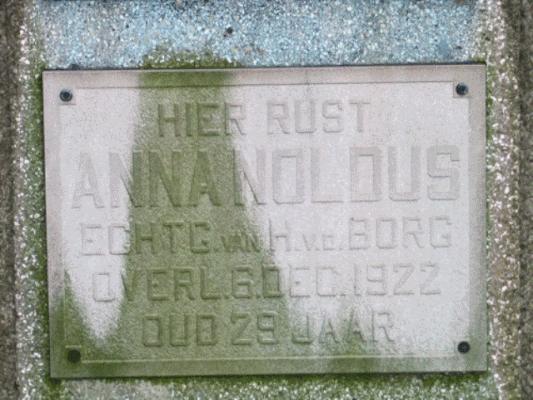 HIER RUST
ANNA NOLDUS
ECHTG. VAN H. V.D. BORG
OVERL. 6. DEC. 1922
OUD 29 JAAR